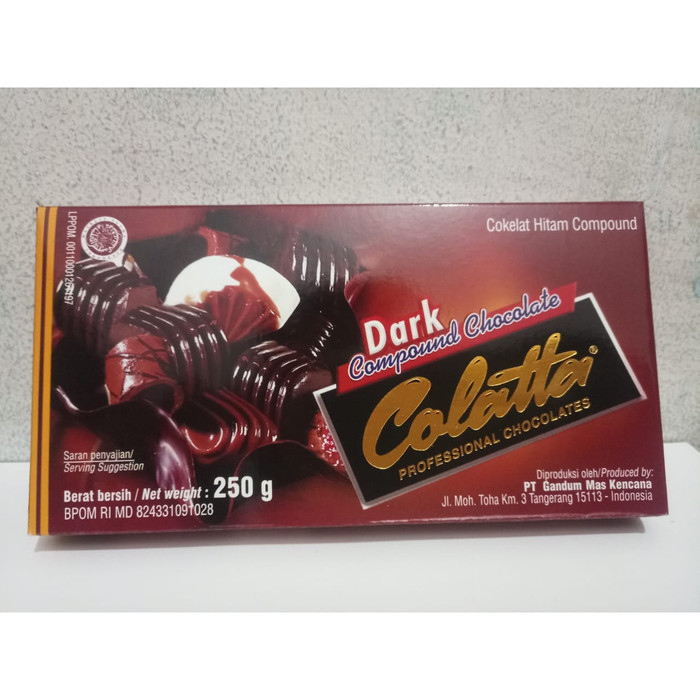 Cokelat Hitam Compound
Dark
Compound Chocolate
Colatta®
PROFESSIONAL CHOCOLATES
Saran penyajian/
Serving Suggestion
Berat bersih / Net weight : 250 g
BPOM RI MD 824331091028
Diproduksi oleh/Produced by:
PT Gandum Mas Kencana
Jl. Moh. Toha Km. 3 Tangerang 15113 - Indonesia
LPPOM